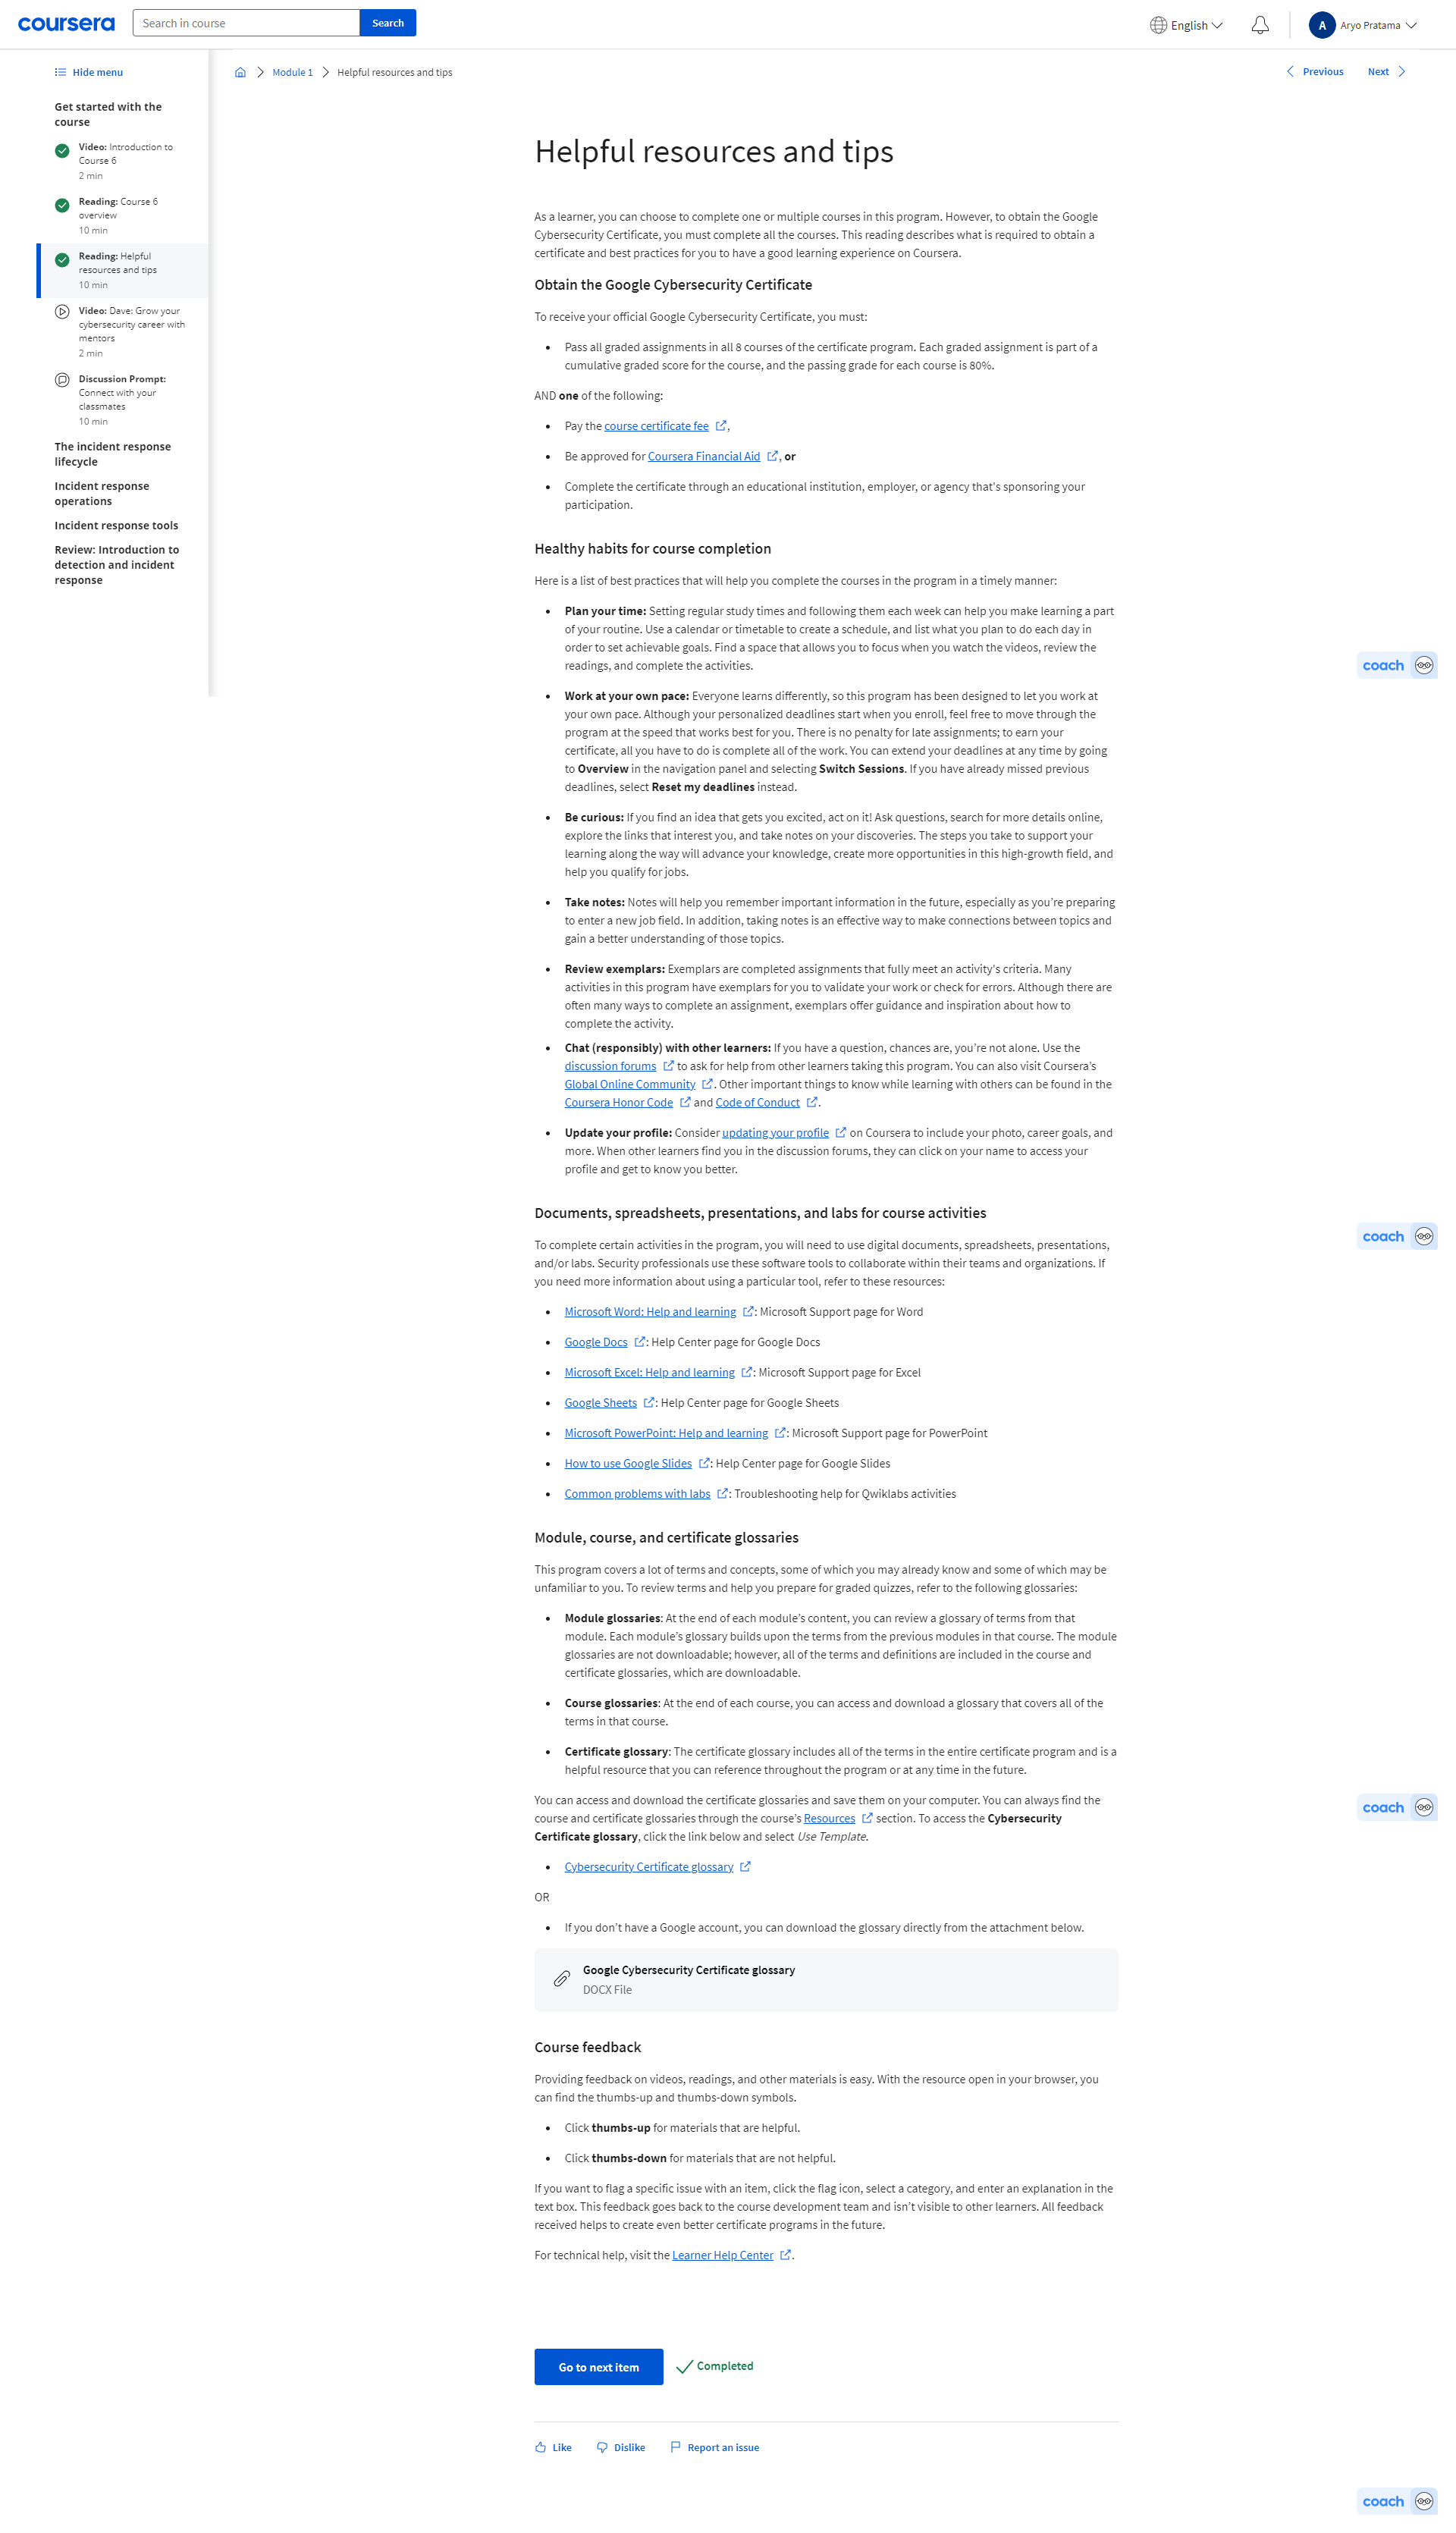 coursera
Search in course
Search
English
A
Aryo Pratama
Hide menu
Get started with the
course
Video: Introduction to
Course 6
2 min
Reading: Course 6
overview
10 min
Reading: Helpful
resources and tips
10 min
Video: Dave: Grow your
cybersecurity career with
mentors
2 min
Discussion Prompt:
Connect with your
classmates
10 min
The incident response
lifecycle
Incident response
operations
Incident response tools
Review: Introduction to
detection and incident
response
Module 1
Helpful resources and tips
Previous
Next
Helpful resources and tips
As a learner, you can choose to complete one or multiple courses in this program. However, to obtain the Google
Cybersecurity Certificate, you must complete all the courses. This reading describes what is required to obtain a
certificate and best practices for you to have a good learning experience on Coursera.
Obtain the Google Cybersecurity Certificate
To receive your official Google Cybersecurity Certificate, you must:
• Pass all graded assignments in all 8 courses of the certificate program. Each graded assignment is part of a
cumulative graded score for the course, and the passing grade for each course is 80%.
AND one of the following:
• Pay the course certificate fee ,
• Be approved for Coursera Financial Aid , or
• Complete the certificate through an educational institution, employer, or agency that's sponsoring your
participation.
Healthy habits for course completion
Here is a list of best practices that will help you complete the courses in the program in a timely manner:
• Plan your time: Setting regular study times and following them each week can help you make learning a part
of your routine. Use a calendar or timetable to create a schedule, and list what you plan to do each day in
order to set achievable goals. Find a space that allows you to focus when you watch the videos, review the
readings, and complete the activities.
coach
• Work at your own pace: Everyone learns differently, so this program has been designed to let you work at
your own pace. Although your personalized deadlines start when you enroll, feel free to move through the
program at the speed that works best for you. There is no penalty for late assignments; to earn your
certificate, all you have to do is complete all of the work. You can extend your deadlines at any time by going
to Overview in the navigation panel and selecting Switch Sessions. If you have already missed previous
deadlines, select Reset my deadlines instead.
• Be curious: If you find an idea that gets you excited, act on it! Ask questions, search for more details online,
explore the links that interest you, and take notes on your discoveries. The steps you take to support your
learning along the way will advance your knowledge, create more opportunities in this high-growth field, and
help you qualify for jobs.
• Take notes: Notes will help you remember important information in the future, especially as you’re preparing
to enter a new job field. In addition, taking notes is an effective way to make connections between topics and
gain a better understanding of those topics.
• Review exemplars: Exemplars are completed assignments that fully meet an activity's criteria. Many
activities in this program have exemplars for you to validate your work or check for errors. Although there are
often many ways to complete an assignment, exemplars offer guidance and inspiration about how to
complete the activity.
• Chat (responsibly) with other learners: If you have a question, chances are, you’re not alone. Use the
discussion forums to ask for help from other learners taking this program. You can also visit Coursera’s
Global Online Community . Other important things to know while learning with others can be found in the
Coursera Honor Code and Code of Conduct .
• Update your profile: Consider updating your profile on Coursera to include your photo, career goals, and
more. When other learners find you in the discussion forums, they can click on your name to access your
profile and get to know you better.
Documents, spreadsheets, presentations, and labs for course activities
coach
To complete certain activities in the program, you will need to use digital documents, spreadsheets, presentations,
and/or labs. Security professionals use these software tools to collaborate within their teams and organizations. If
you need more information about using a particular tool, refer to these resources:
• Microsoft Word: Help and learning : Microsoft Support page for Word
• Google Docs : Help Center page for Google Docs
• Microsoft Excel: Help and learning : Microsoft Support page for Excel
• Google Sheets : Help Center page for Google Sheets
• Microsoft PowerPoint: Help and learning : Microsoft Support page for PowerPoint
• How to use Google Slides : Help Center page for Google Slides
• Common problems with labs : Troubleshooting help for Qwiklabs activities
Module, course, and certificate glossaries
This program covers a lot of terms and concepts, some of which you may already know and some of which may be
unfamiliar to you. To review terms and help you prepare for graded quizzes, refer to the following glossaries:
• Module glossaries: At the end of each module’s content, you can review a glossary of terms from that
module. Each module’s glossary builds upon the terms from the previous modules in that course. The module
glossaries are not downloadable; however, all of the terms and definitions are included in the course and
certificate glossaries, which are downloadable.
• Course glossaries: At the end of each course, you can access and download a glossary that covers all of the
terms in that course.
• Certificate glossary: The certificate glossary includes all of the terms in the entire certificate program and is a
helpful resource that you can reference throughout the program or at any time in the future.
You can access and download the certificate glossaries and save them on your computer. You can always find the
coach
course and certificate glossaries through the course’s Resources section. To access the Cybersecurity
Certificate glossary, click the link below and select Use Template.
• Cybersecurity Certificate glossary
OR
• If you don’t have a Google account, you can download the glossary directly from the attachment below.
Google Cybersecurity Certificate glossary
DOCX File
Course feedback
Providing feedback on videos, readings, and other materials is easy. With the resource open in your browser, you
can find the thumbs-up and thumbs-down symbols.
• Click thumbs-up for materials that are helpful.
• Click thumbs-down for materials that are not helpful.
If you want to flag a specific issue with an item, click the flag icon, select a category, and enter an explanation in the
text box. This feedback goes back to the course development team and isn’t visible to other learners. All feedback
received helps to create even better certificate programs in the future.
For technical help, visit the Learner Help Center .
Go to next item
Completed
Like
Dislike
Report an issue
coach